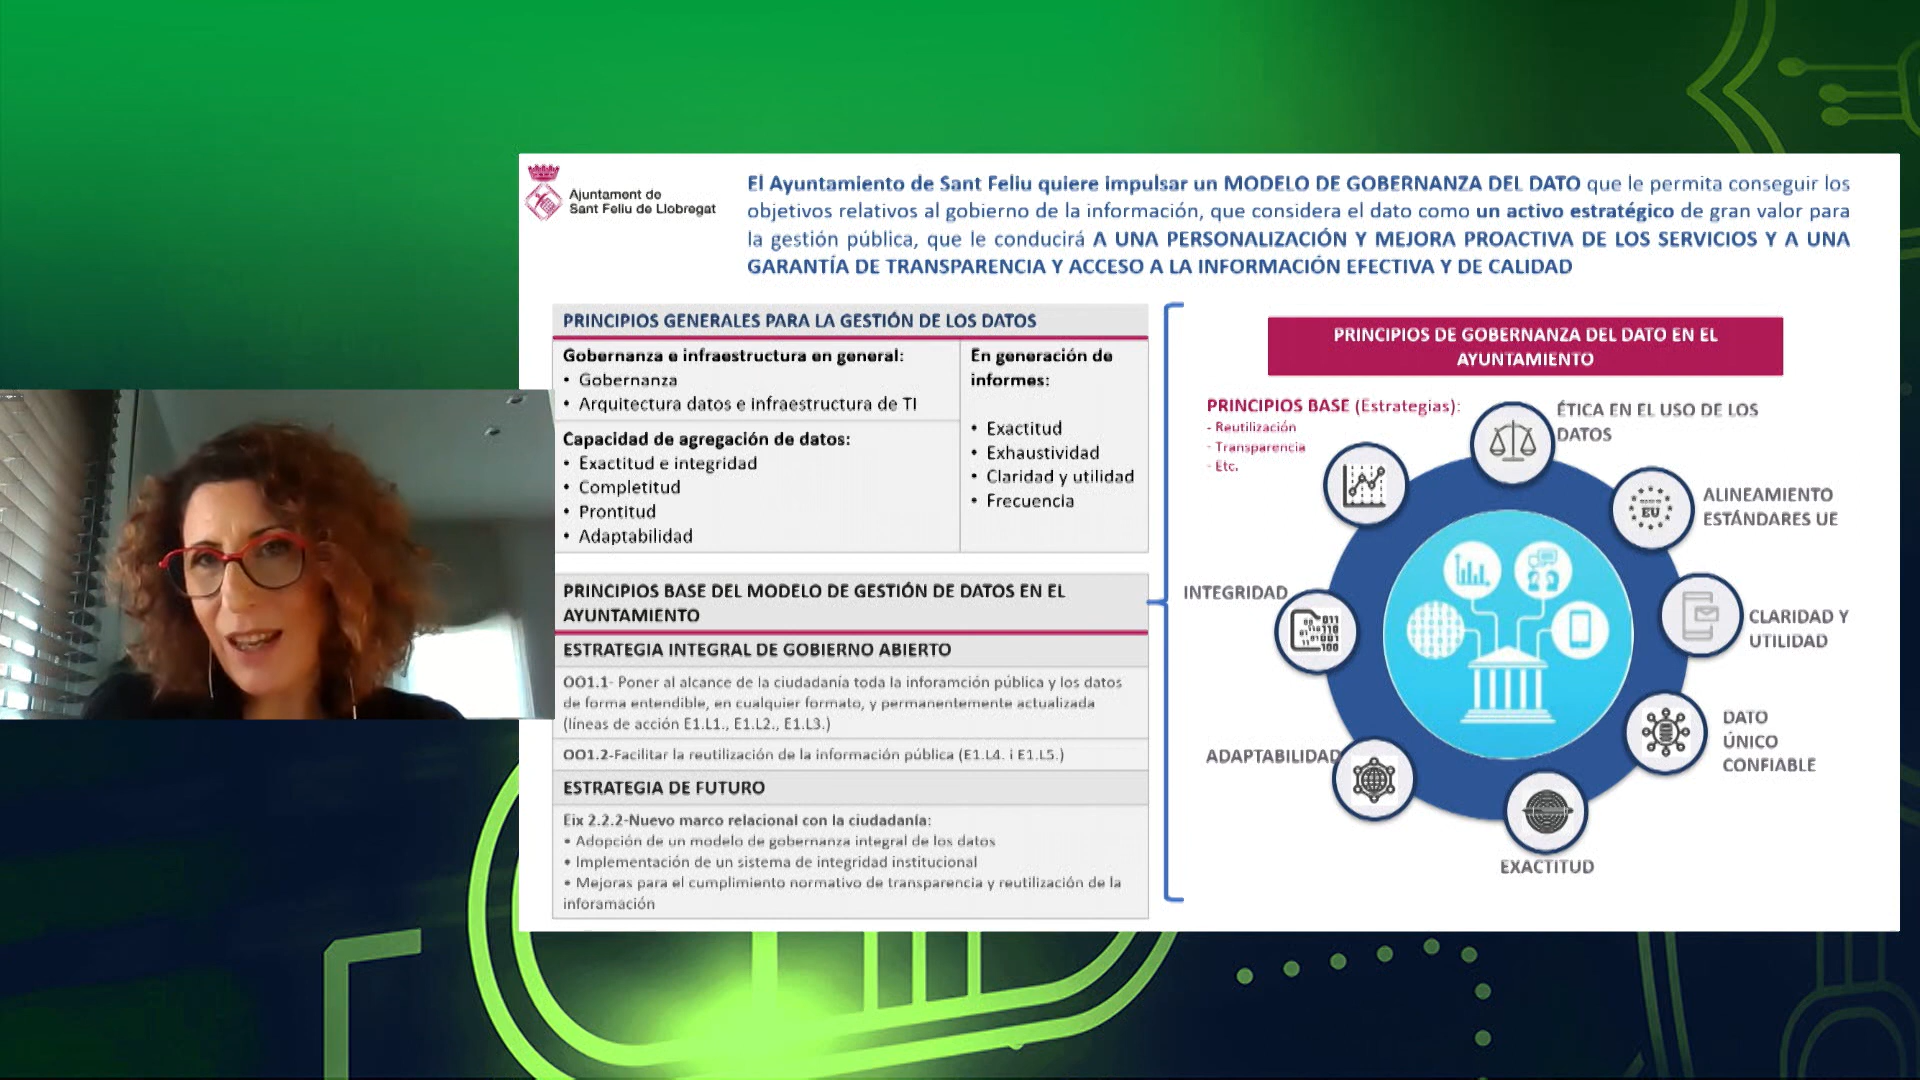 Ajuntament de
Sant Feliu de Llobregat
El Ayuntamiento de Sant Feliu quiere impulsar un MODELO DE GOBERNANZA DEL DATO que le permita conseguir los
objetivos relativos al gobierno de la información, que considera el dato como un activo estratégico de gran valor para
la gestión pública, que le conducirá A UNA PERSONALIZACIÓN Y MEJORA PROACTIVA DE LOS SERVICIOS Y A UNA
GARANTÍA DE TRANSPARENCIA Y ACCESO A LA INFORMACIÓN EFECTIVA Y DE CALIDAD
PRINCIPIOS GENERALES PARA LA GESTIÓN DE LOS DATOS
Gobernanza e infraestructura en general:
• Gobernanza
• Arquitectura datos e infraestructura de TI
Capacidad de agregación de datos:
• Exactitud e integridad
• Completitud
• Prontitud
• Adaptabilidad
En generación de
informes:
• Exactitud
• Exhaustividad
• Claridad y utilidad
• Frecuencia
PRINCIPIOS BASE DEL MODELO DE GESTIÓN DE DATOS EN EL
AYUNTAMIENTO
ESTRATEGIA INTEGRAL DE GOBIERNO ABIERTO
OO1.1- Poner al alcance de la ciudadanía toda la inforamción pública y los datos
de forma entendible, en cualquier formato, y permanentemente actualizada
(líneas de acción E1.L1., E1.L2., E1.L3.)
OO1.2-Facilitar la reutilización de la información pública (E1.L4. i E1.L5.)
ESTRATEGIA DE FUTURO
Eix 2.2.2-Nuevo marco relacional con la ciudadanía:
• Adopción de un modelo de gobernanza integral de los datos
• Implementación de un sistema de integridad institucional
• Mejoras para el cumplimiento normativo de transparencia y reutilización de la
inforamación
PRINCIPIOS DE GOBERNANZA DEL DATO EN EL
AYUNTAMIENTO
PRINCIPIOS BASE (Estrategias):
- Reutilización
- Transparencia
- Etc.
ÉTICA EN EL USO DE LOS
DATOS
EU
ALINEAMIENTO
ESTÁNDARES UE
CLARIDAD Y
UTILIDAD
DATO
ÚNICO
CONFIABLE
EXACTITUD
ADAPTABILIDAD
INTEGRIDAD